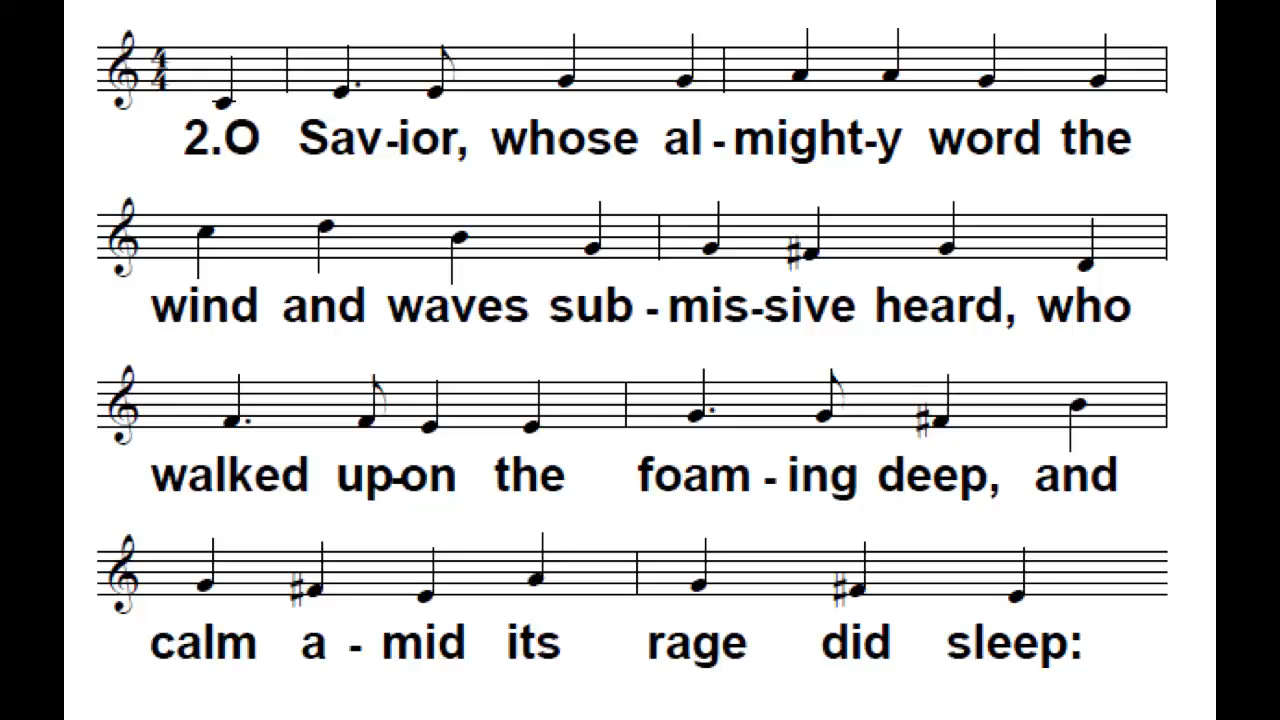 2.O Sav-ior, whose al-might-y word the
wind and waves sub-mis-sive heard, who
walked up-on the foam-ing deep, and
calm a-mid its rage did sleep: